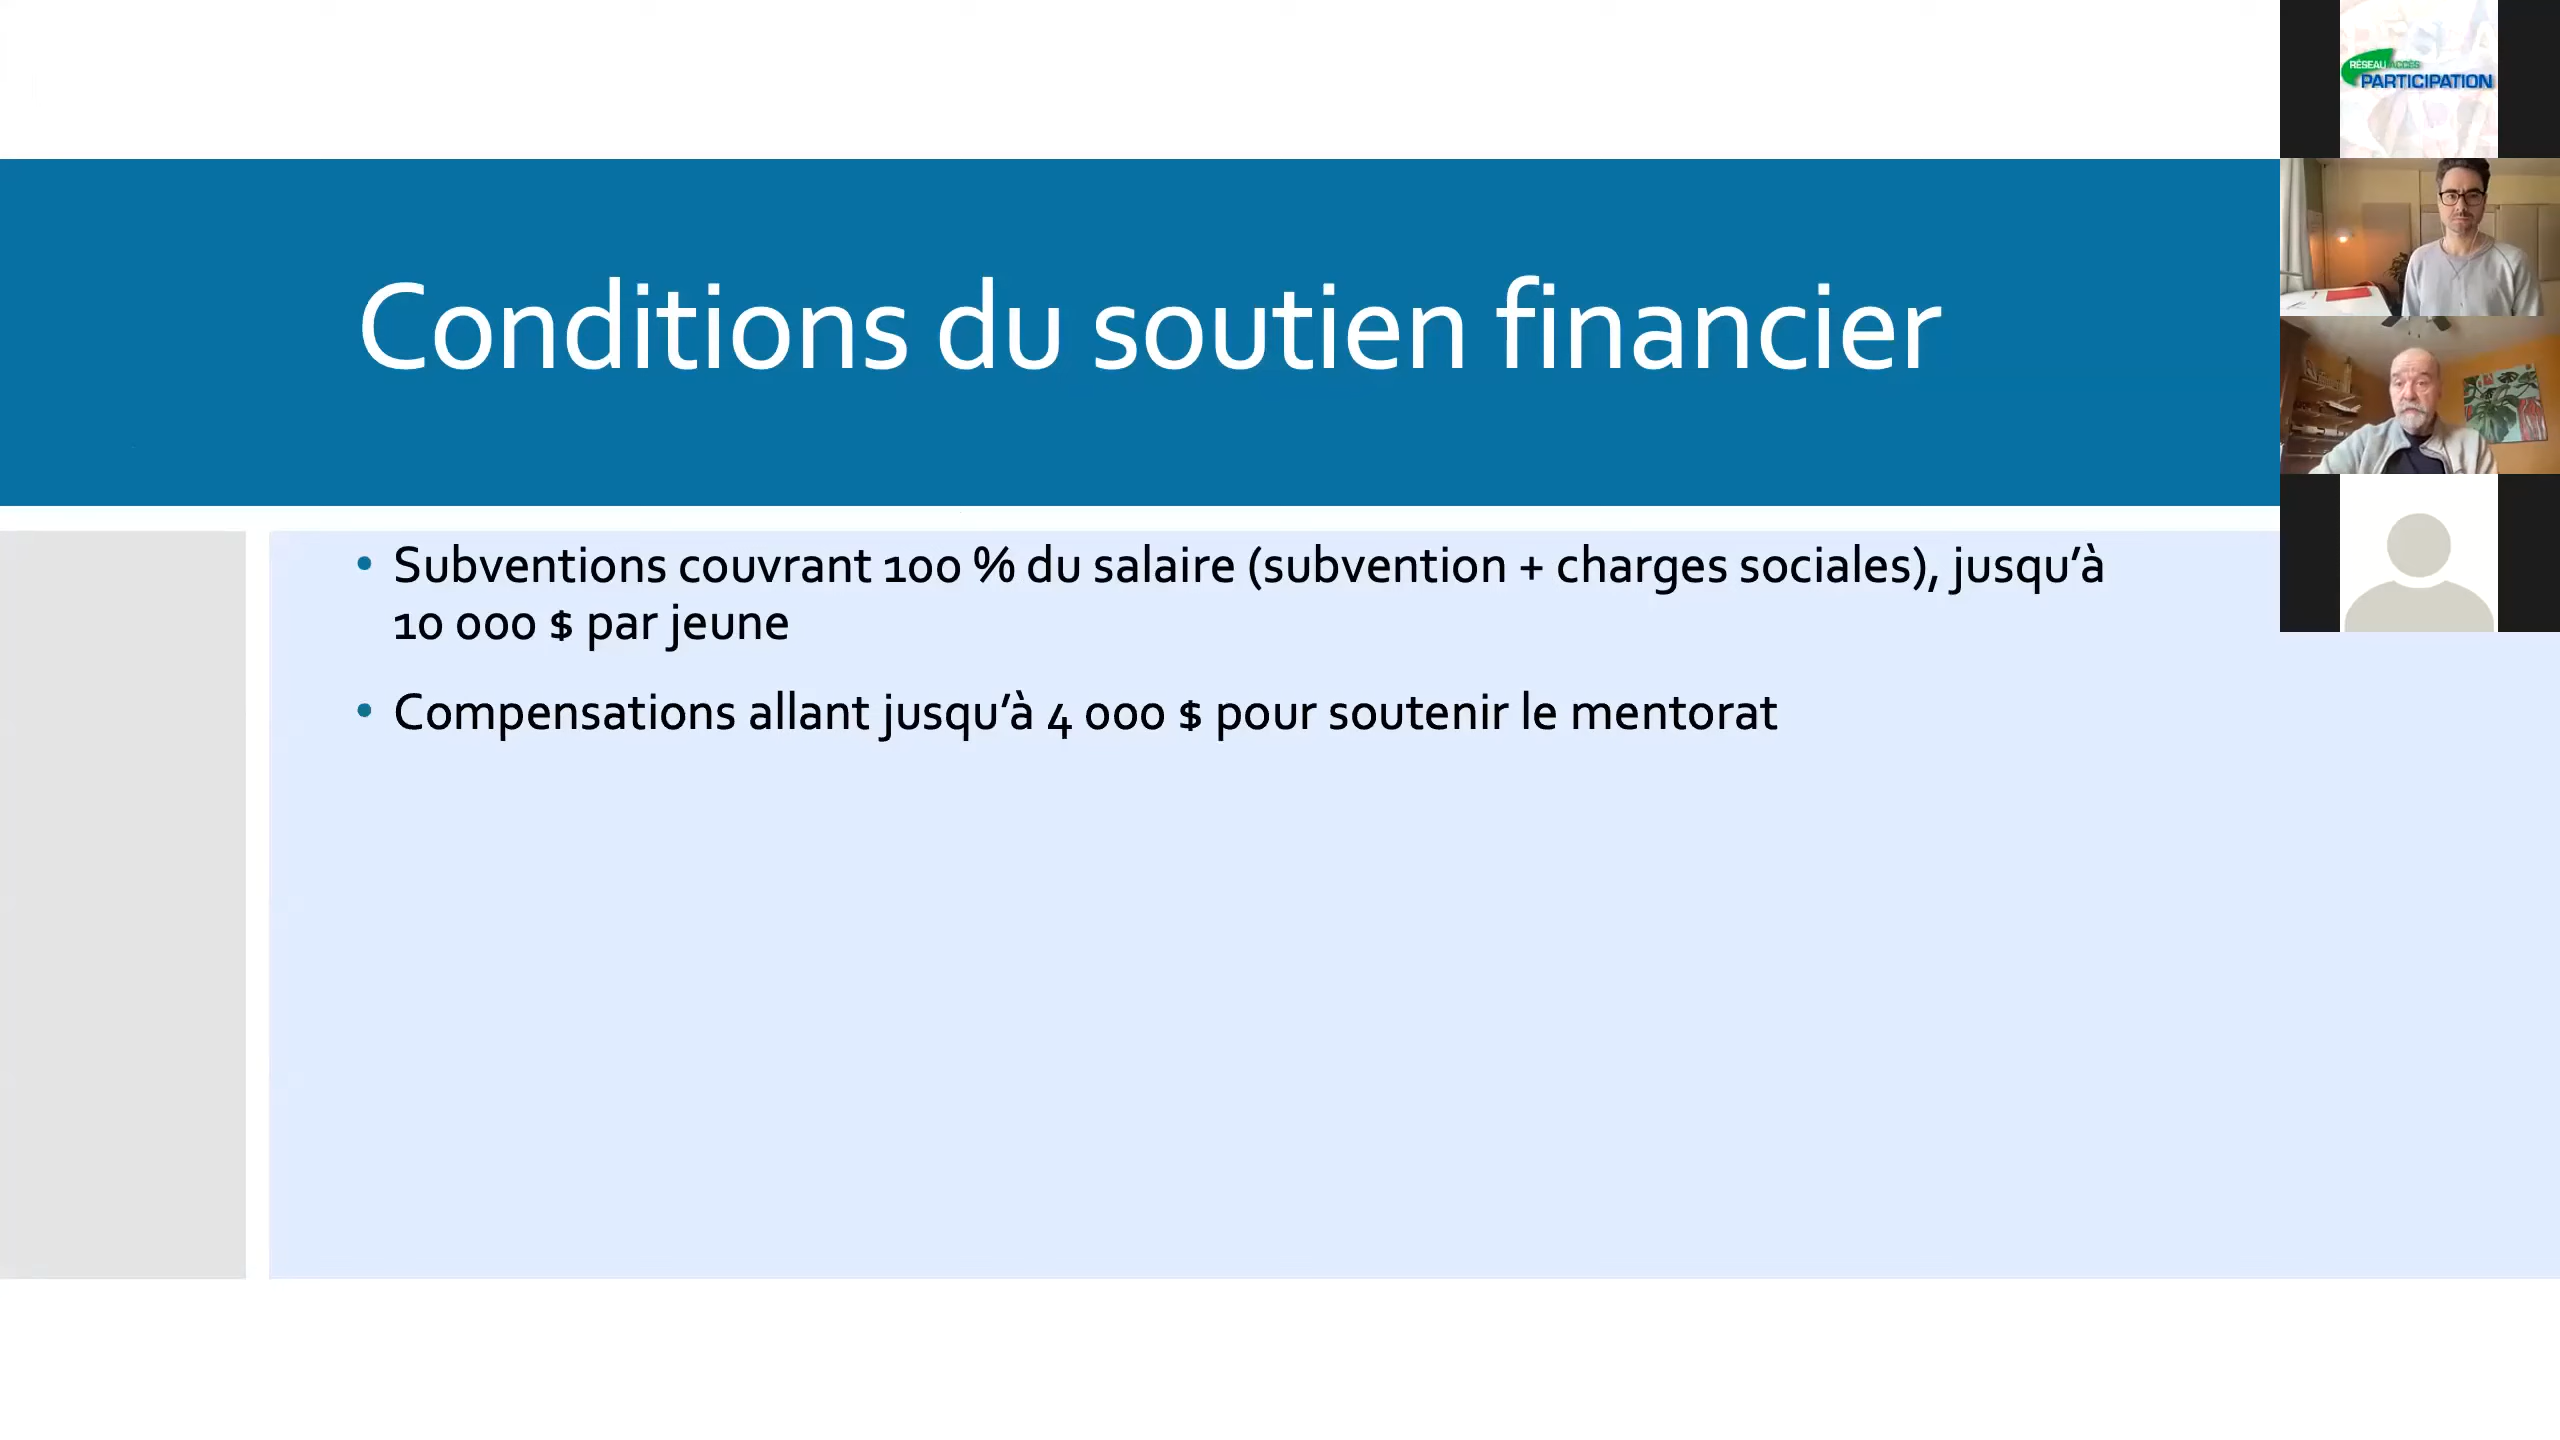 Conditions du soutien financier
• Subventions couvrant 100 % du salaire (subvention + charges sociales), jusqu’à
10 000 $ par jeune
• Compensations allant jusqu’à 4 000 $ pour soutenir le mentorat
RÉSEAU ACCÈS
PARTICIPATION